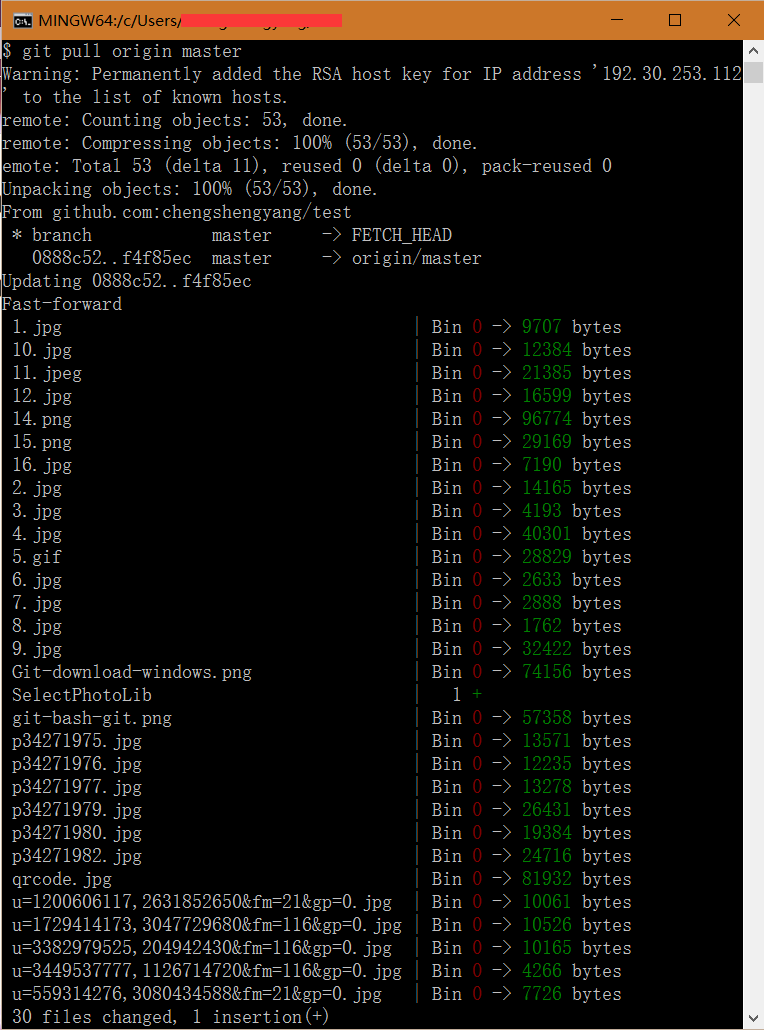 MINGW64:/c/Users/
$ git pull origin master
Warning: Permanently added the RSA host key for IP address '192.30.253.112
' to the list of known hosts.
remote: Counting objects: 53, done.
remote: Compressing objects: 100% (53/53), done.
emote: Total 53 (delta 11), reused 0 (delta 0), pack-reused 0
Unpacking objects: 100% (53/53), done.
From github.com:chengshengyang/test
 * branch            master     -> FETCH_HEAD
   0888c52..f4f85ec  master     -> origin/master
Updating 0888c52..f4f85ec
Fast-forward
 1.jpg                                   | Bin 0 -> 9707 bytes
 10.jpg                                  | Bin 0 -> 12384 bytes
 11.jpeg                                 | Bin 0 -> 21385 bytes
 12.jpg                                  | Bin 0 -> 16599 bytes
 14.png                                  | Bin 0 -> 96774 bytes
 15.png                                  | Bin 0 -> 29169 bytes
 16.jpg                                  | Bin 0 -> 7190 bytes
 2.jpg                                   | Bin 0 -> 14165 bytes
 3.jpg                                   | Bin 0 -> 4193 bytes
 4.jpg                                   | Bin 0 -> 40301 bytes
 5.gif                                   | Bin 0 -> 28829 bytes
 6.jpg                                   | Bin 0 -> 2633 bytes
 7.jpg                                   | Bin 0 -> 2888 bytes
 8.jpg                                   | Bin 0 -> 1762 bytes
 9.jpg                                   | Bin 0 -> 32422 bytes
 Git-download-windows.png                | Bin 0 -> 74156 bytes
 SelectPhotoLib                          |   1 +
 git-bash-git.png                        | Bin 0 -> 57358 bytes
 p34271975.jpg                           | Bin 0 -> 13571 bytes
 p34271976.jpg                           | Bin 0 -> 12235 bytes
 p34271977.jpg                           | Bin 0 -> 13278 bytes
 p34271979.jpg                           | Bin 0 -> 26431 bytes
 p34271980.jpg                           | Bin 0 -> 19384 bytes
 p34271982.jpg                           | Bin 0 -> 24716 bytes
 qrcode.jpg                              | Bin 0 -> 81932 bytes
 u=1200606117,2631852650&fm=21&gp=0.jpg  | Bin 0 -> 10061 bytes
 u=1729414173,3047729680&fm=116&gp=0.jpg | Bin 0 -> 10526 bytes
 u=3382979525,204942430&fm=116&gp=0.jpg  | Bin 0 -> 10165 bytes
 u=3449537777,1126714720&fm=116&gp=0.jpg | Bin 0 -> 4266 bytes
 u=559314276,3080434588&fm=21&gp=0.jpg   | Bin 0 -> 7726 bytes
 30 files changed, 1 insertion(+)